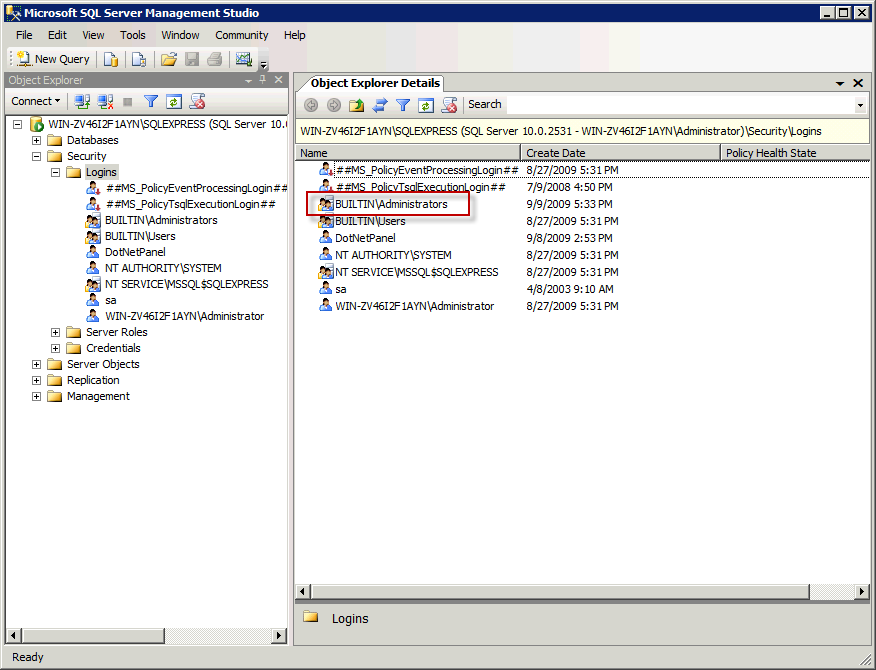 Microsoft SQL Server Management Studio
File Edit View Tools Window Community Help
New Query
Object Explorer
Connect
WIN-ZV46I2F1AYN\SQLEXPRESS (SQL Server 10.0
Databases
Security
Logins
##MS_PolicyEventProcessingLogin##
##MS_PolicyTsqlExecutionLogin##
BUILTIN\Administrators
BUILTIN\Users
DotNetPanel
NT AUTHORITY\SYSTEM
NT SERVICE\MSSQL$SQLEXPRESS
sa
WIN-ZV46I2F1AYN\Administrator
Server Roles
Credentials
Server Objects
Replication
Management
Object Explorer Details
Search
WIN-ZV46I2F1AYN\SQLEXPRESS (SQL Server 10.0.2531 - WIN-ZV46I2F1AYN\Administrator)\Security\Logins
Name Create Date Policy Health State
##MS_PolicyEventProcessingLogin## 8/27/2009 5:31 PM
##MS_PolicyTsqlExecutionLogin## 7/9/2008 4:50 PM
BUILTIN\Administrators 9/9/2009 5:33 PM
BUILTIN\Users 8/27/2009 5:31 PM
DotNetPanel 9/8/2009 2:53 PM
NT AUTHORITY\SYSTEM 8/27/2009 5:31 PM
NT SERVICE\MSSQL$SQLEXPRESS 8/27/2009 5:31 PM
sa 4/8/2003 9:10 AM
WIN-ZV46I2F1AYN\Administrator 8/27/2009 5:31 PM
Logins
Ready